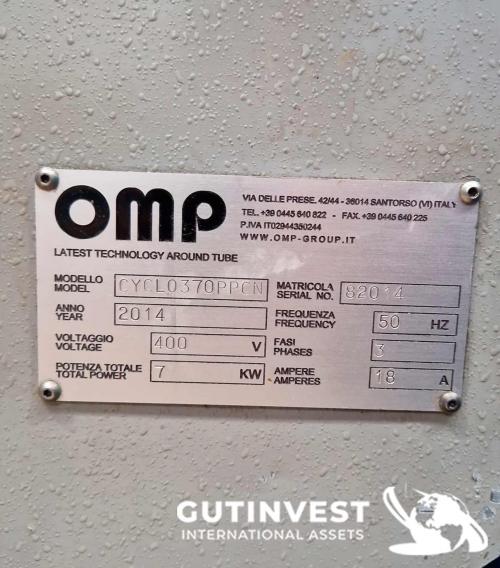 OMP
VIA DELLE PRESE, 42/44 - 36014 SANTORSO (VI) ITALY
TEL. +39 0445 640 822 - FAX. +39 0445 640 225
P.IVA IT02944350244
WWW.OMP-GROUP.IT
LATEST TECHNOLOGY AROUND TUBE
MODELLO
MODEL CYCLO370PPCN
MATRICOLA
SERIAL NO. 82014
ANNO
YEAR 2014
FREQUENZA
FREQUENCY 50 HZ
VOLTAGGIO
VOLTAGE 400 V
FASI
PHASES 3
POTENZA TOTALE
TOTAL POWER 7 KW
AMPERE
AMPERES 18 A
GUTINVEST
INTERNATIONAL ASSETS